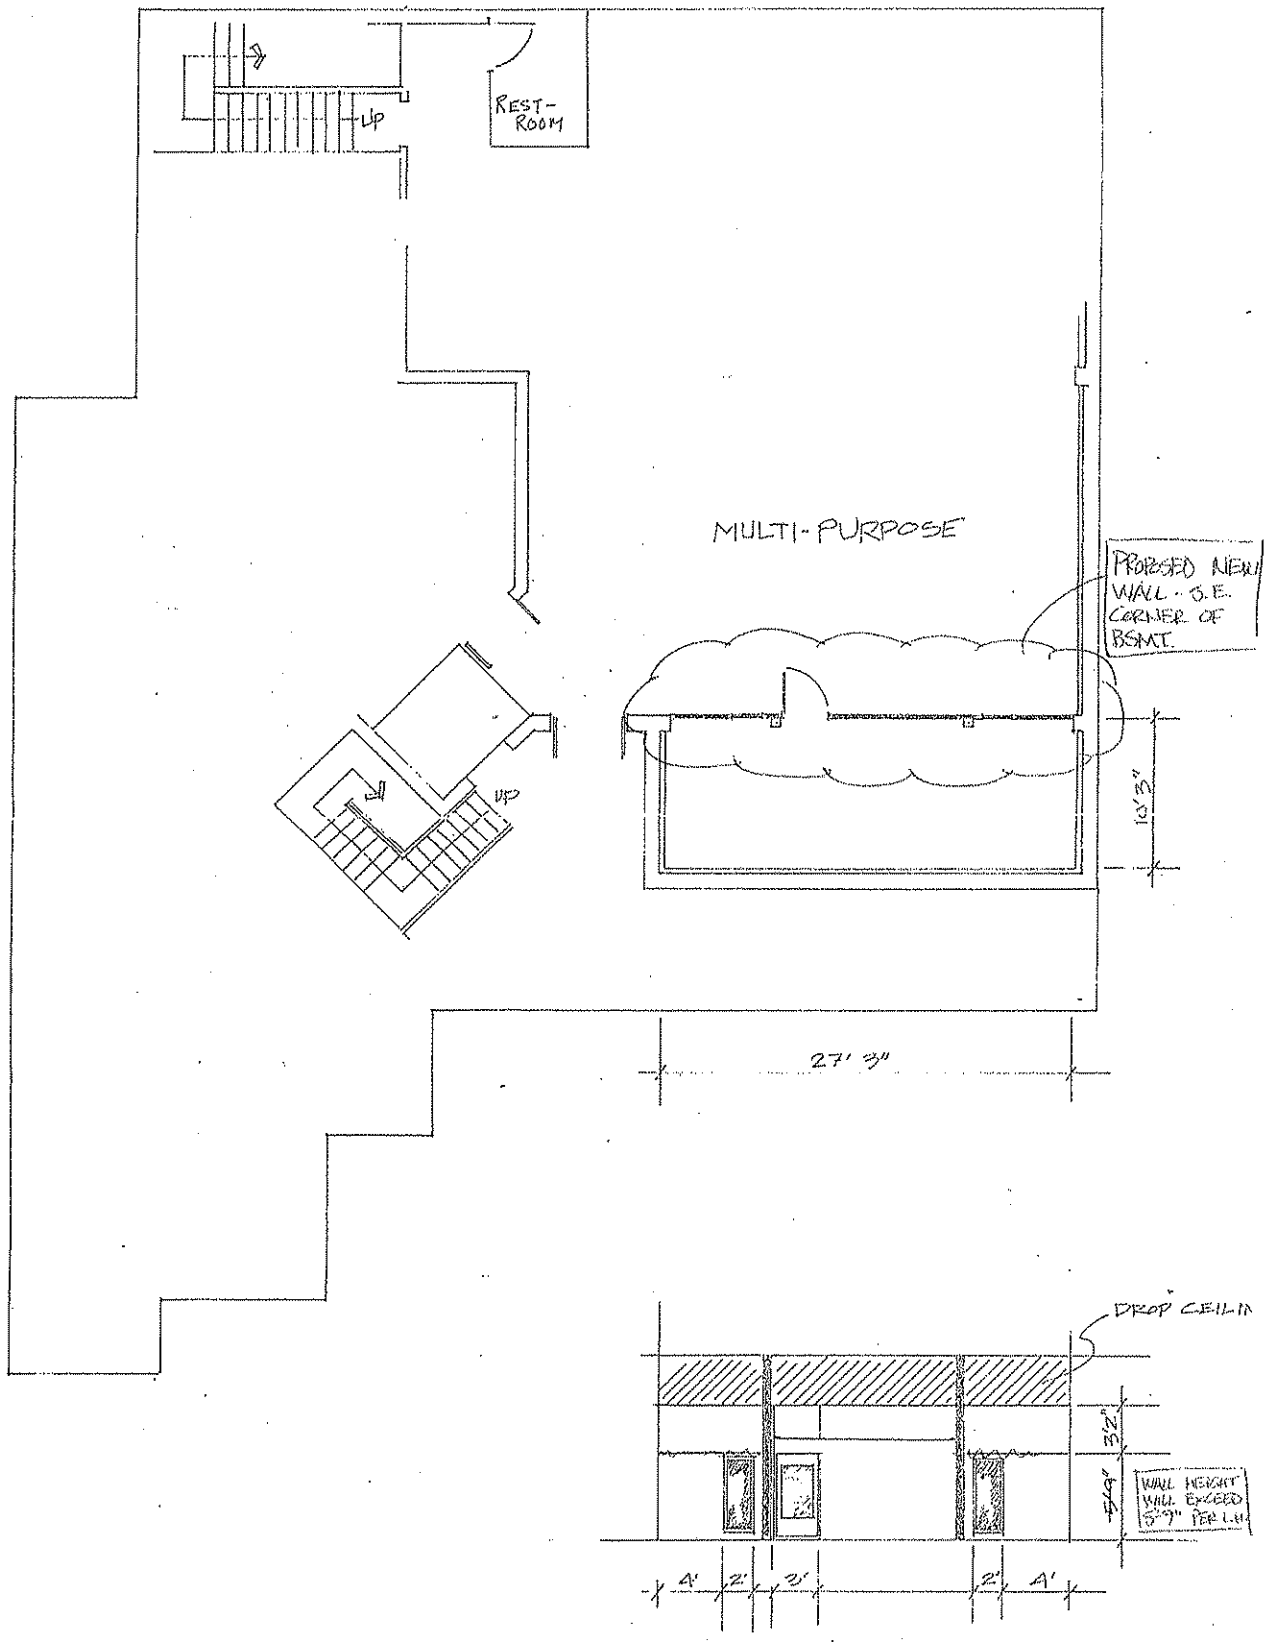 UP
REST-
ROOM
MULTI-PURPOSE
PROPOSED NEW
WALL - S.E.
CORNER OF
BSMT.
UP
10'3"
27' 3"
DROP CEILIN
3'2"
5'9"
WALL HEIGHT
WILL EXCEED
5'-9" PER L.H.
4'
2'
3'
2'
4'